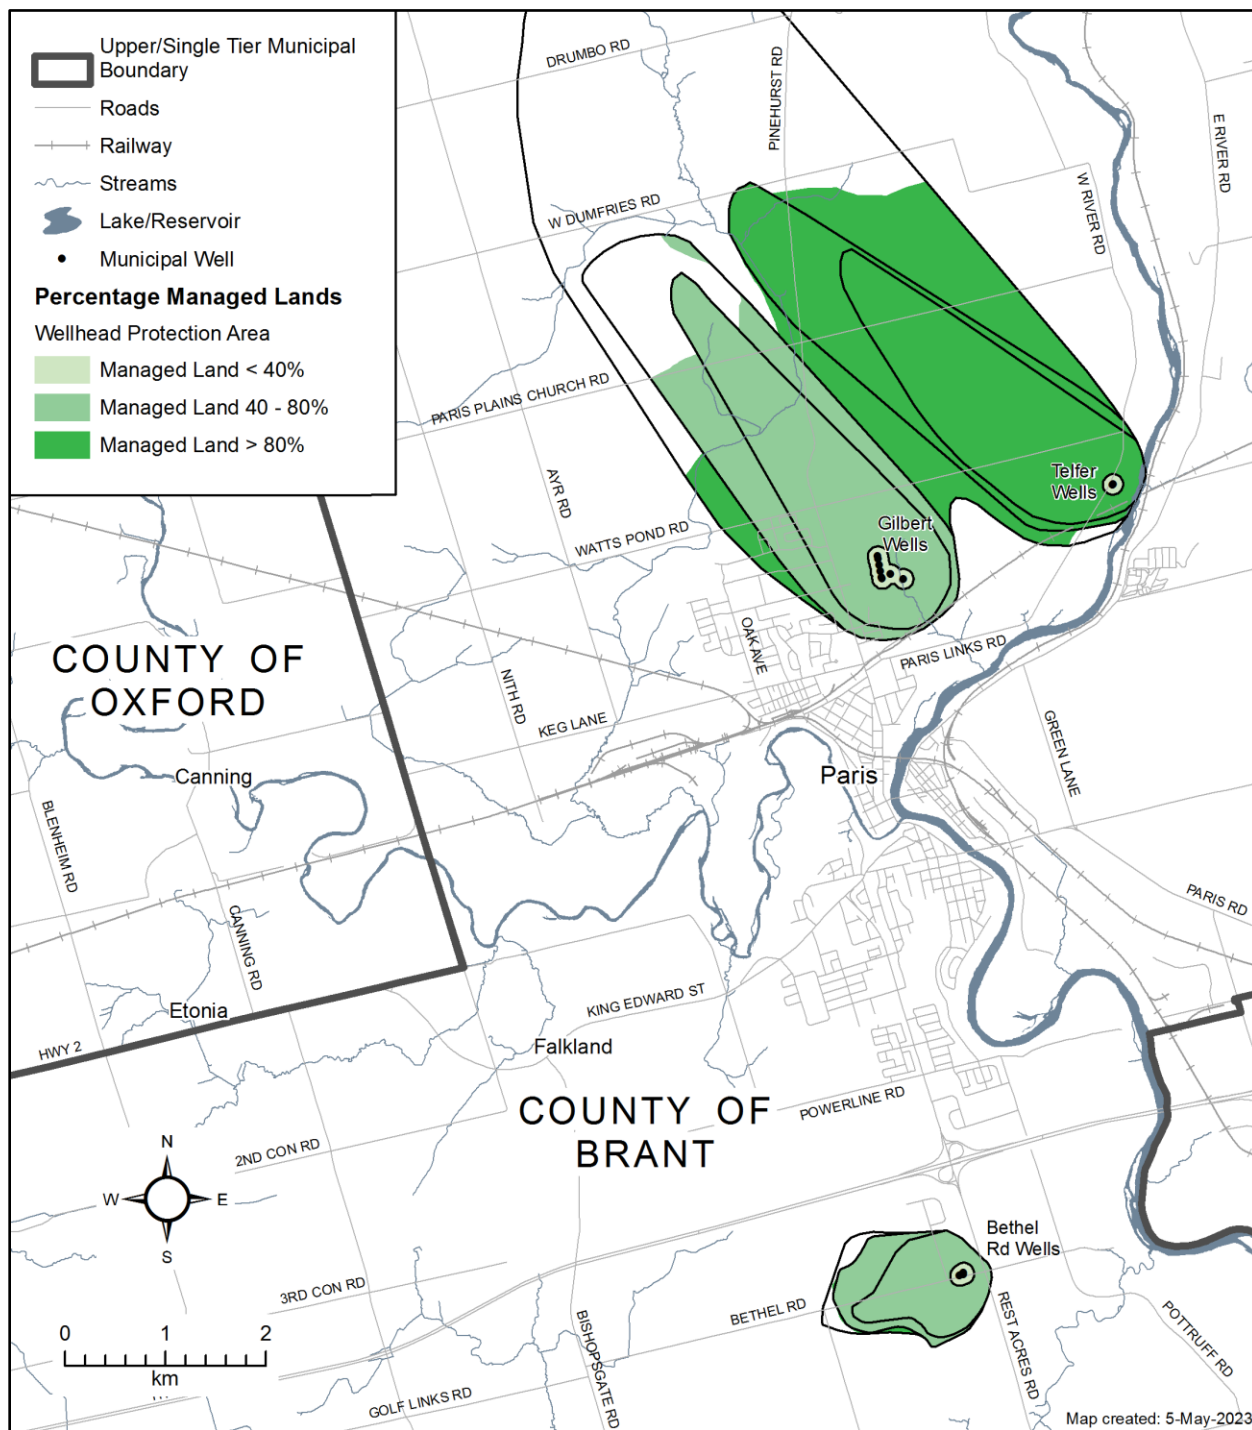 Upper/Single Tier Municipal
Boundary
Roads
Railway
Streams
Lake/Reservoir
Municipal Well
Percentage Managed Lands
Wellhead Protection Area
Managed Land < 40%
Managed Land 40 - 80%
Managed Land > 80%
DRUMBO RD
PINEHURST RD
E RIVER RD
W RIVER RD
W DUMFRIES RD
PARIS PLAINS CHURCH RD
AYR RD
WATTS POND RD
Telfer
Wells
Gilbert
Wells
OAK AVE
PARIS LINKS RD
COUNTY OF
OXFORD
NITH RD
KEG LANE
GREEN LANE
Canning
Paris
BLENHEIM RD
CANNING RD
PARIS RD
Etonia
KING EDWARD ST
HWY 2
Falkland
COUNTY OF
BRANT
POWERLINE RD
2ND CON RD
N
W
E
S
Bethel
Rd Wells
3RD CON RD
BETHEL RD
BISHOPSGATE RD
REST ACRES RD
POTTRUFF RD
0
1
2
km
GOLF LINKS RD
Map created: 5-May-2023